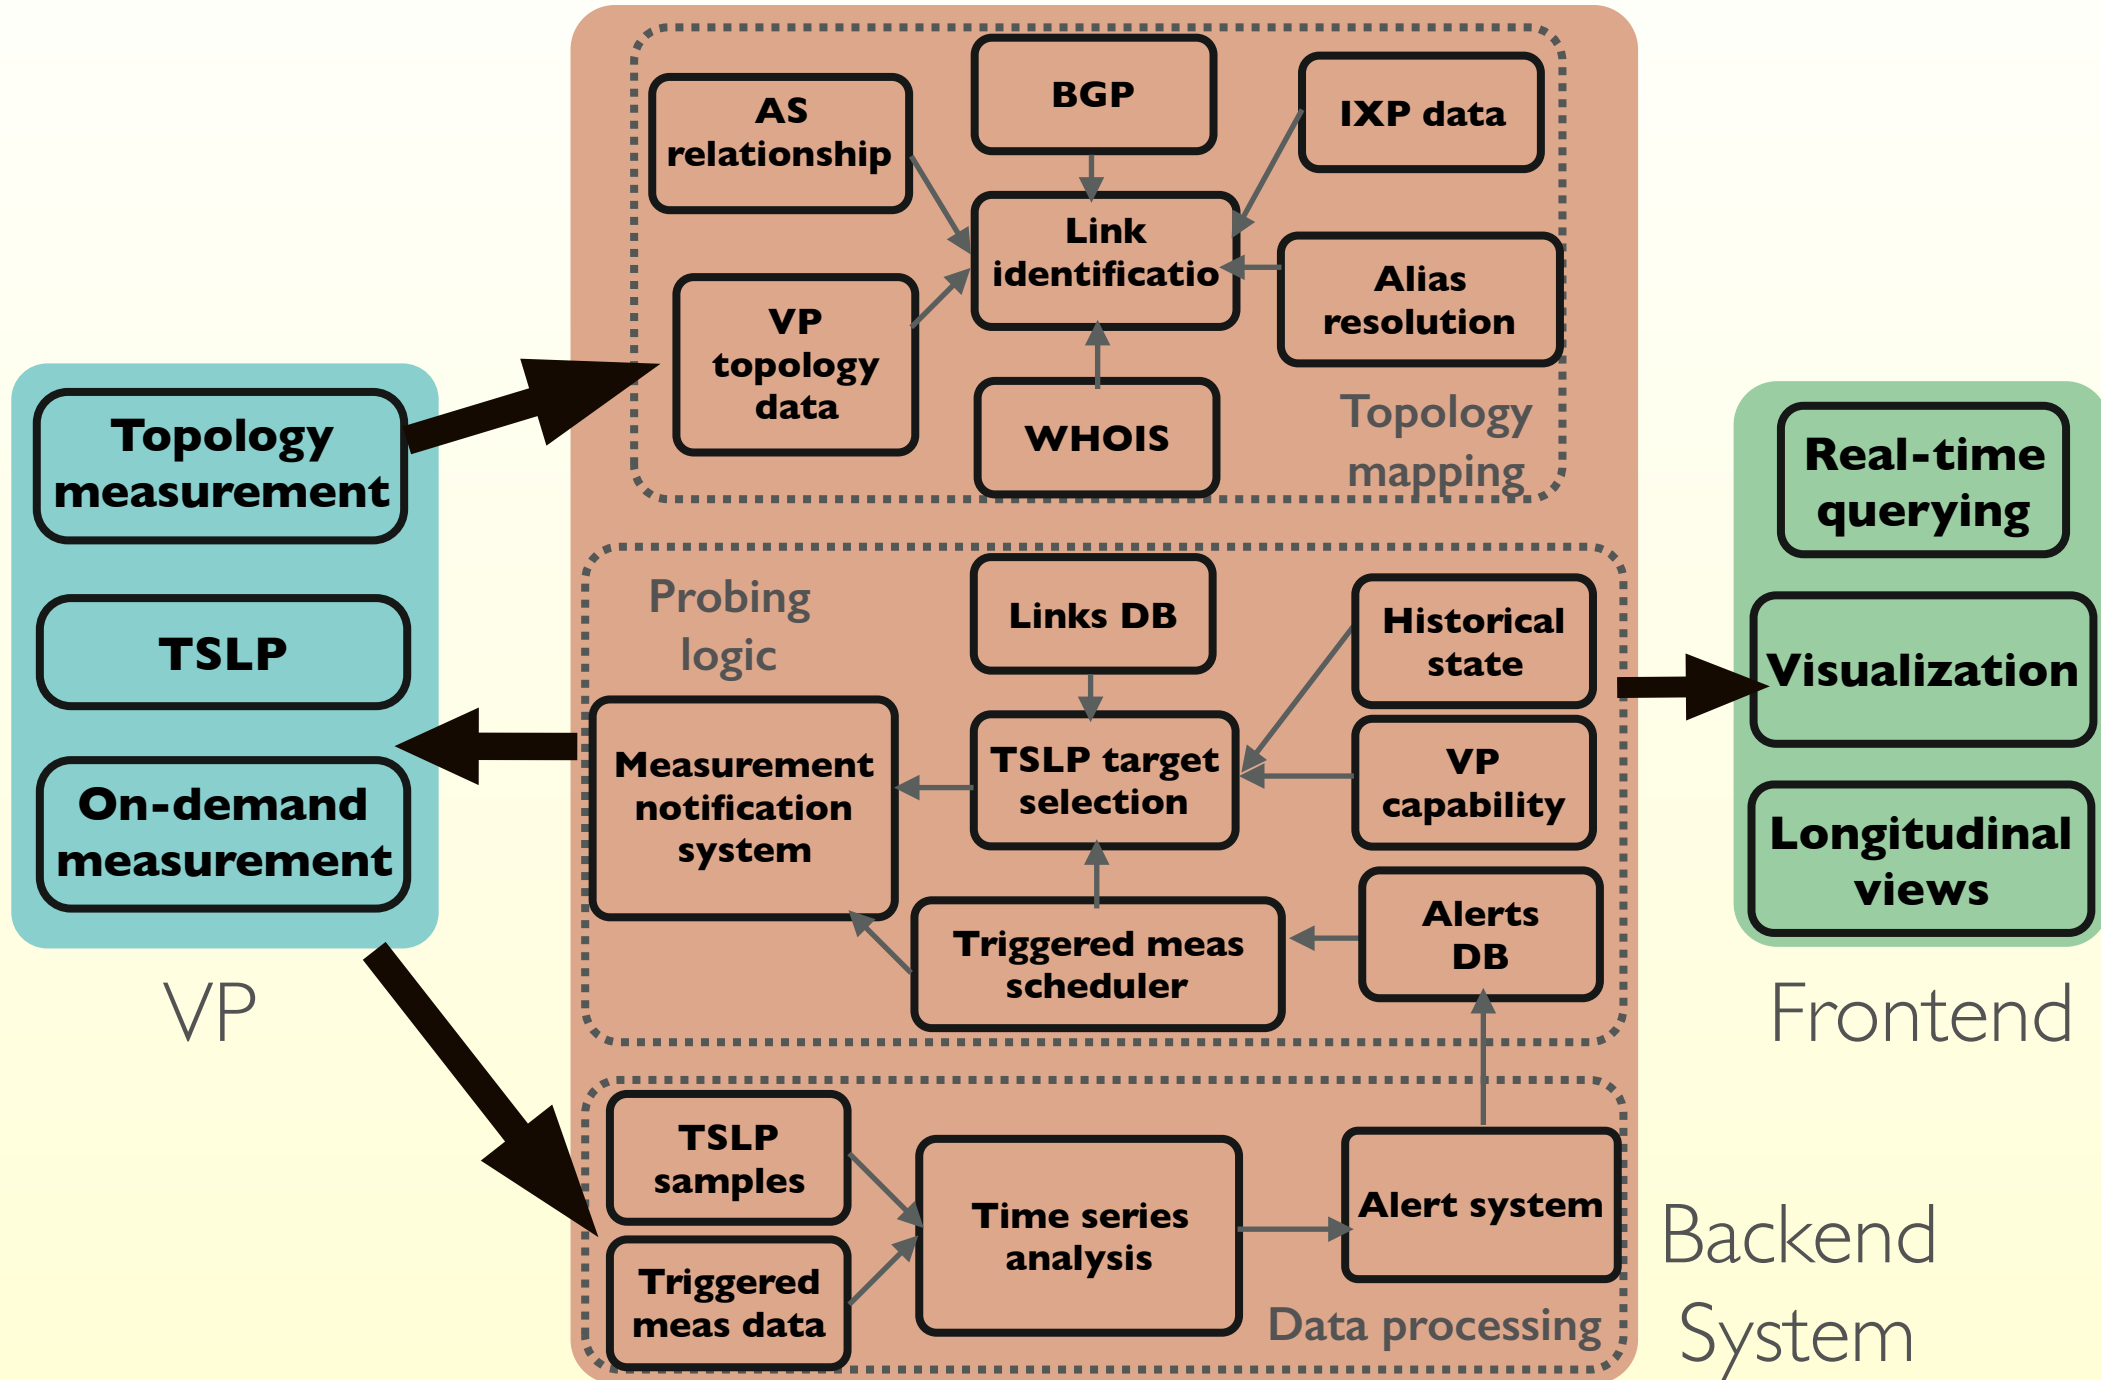 Topology
measurement
TSLP
On-demand
measurement
VP
AS
relationship
BGP
IXP data
Link
identificatio
VP
topology
data
Alias
resolution
WHOIS
Topology
mapping
Probing
logic
Links DB
Historical
state
Measurement
notification
system
TSLP target
selection
VP
capability
Triggered meas
scheduler
Alerts
DB
TSLP
samples
Triggered
meas data
Time series
analysis
Alert system
Data processing
Real-time
querying
Visualization
Longitudinal
views
Frontend
Backend
System